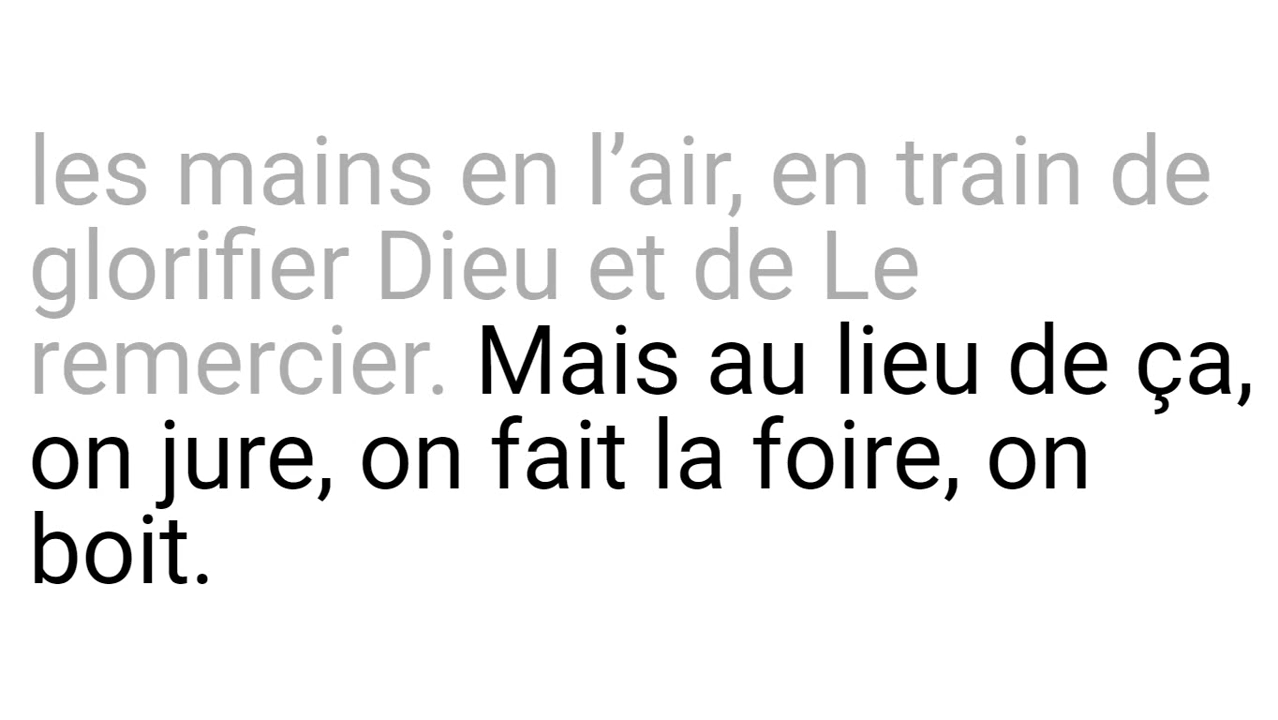 les mains en l’air, en train de
glorifier Dieu et de Le
remercier. Mais au lieu de ça,
on jure, on fait la foire, on
boit.